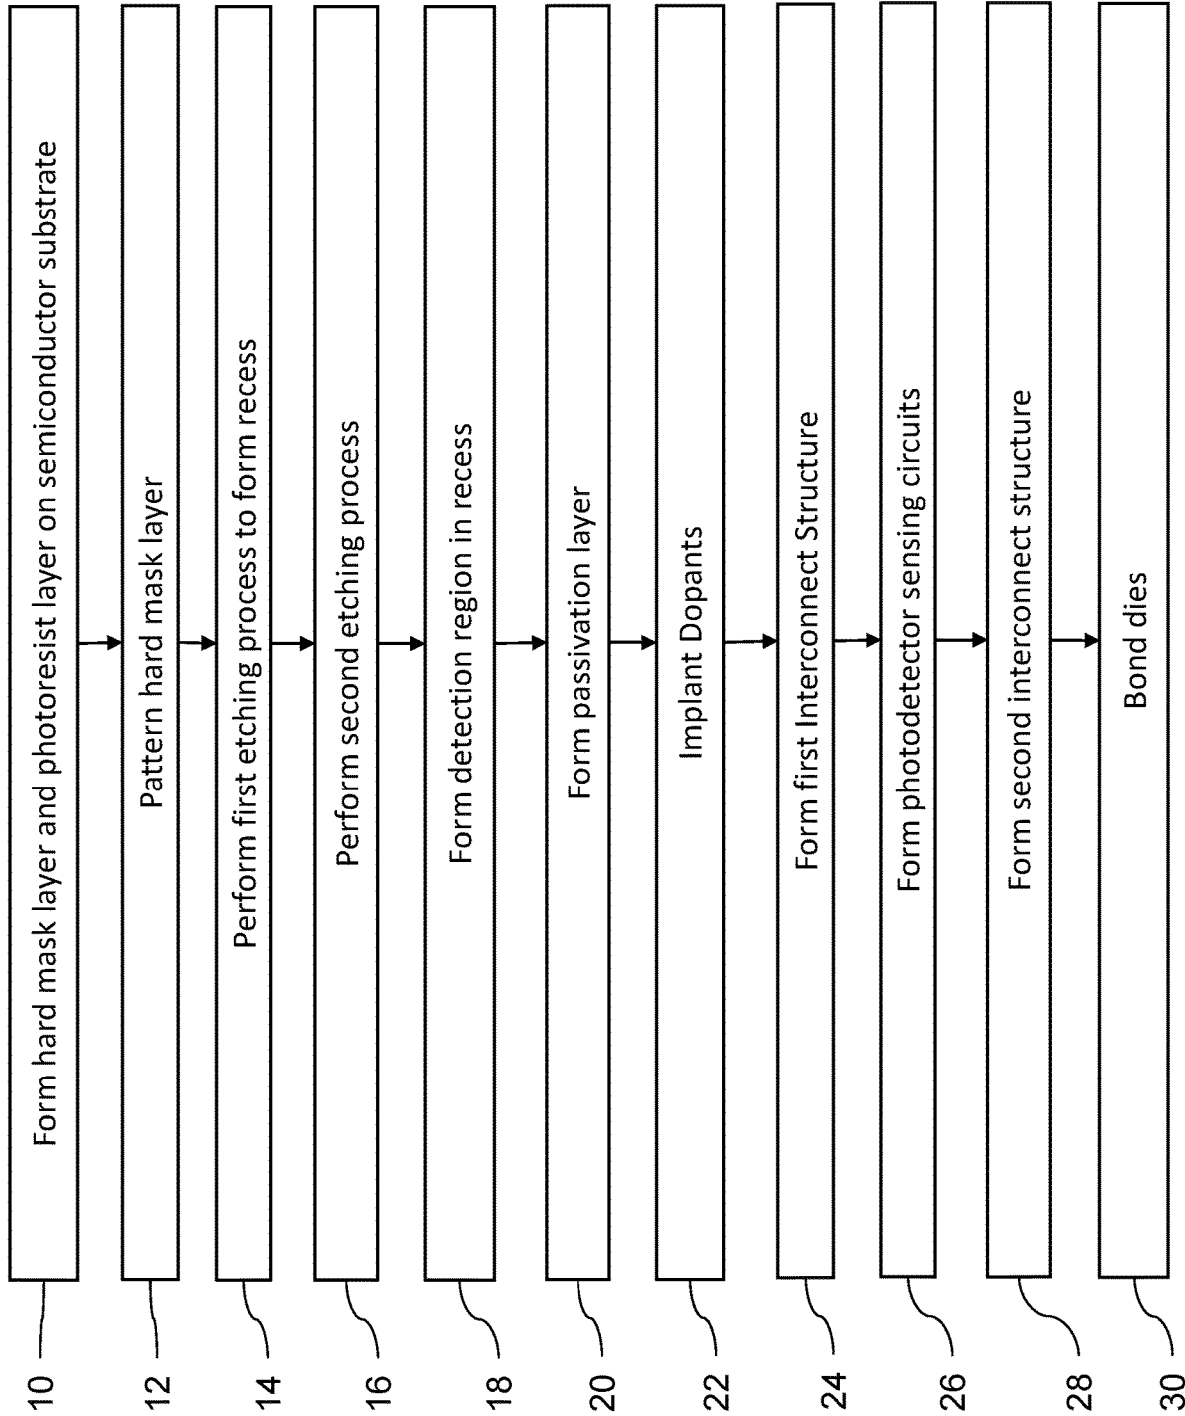 10 Form hard mask layer and photoresist layer on semiconductor substrate
12 Pattern hard mask layer
14 Perform first etching process to form recess
16 Perform second etching process
18 Form detection region in recess
20 Form passivation layer
22 Implant Dopants
24 Form first Interconnect Structure
26 Form photodetector sensing circuits
28 Form second interconnect structure
30 Bond dies